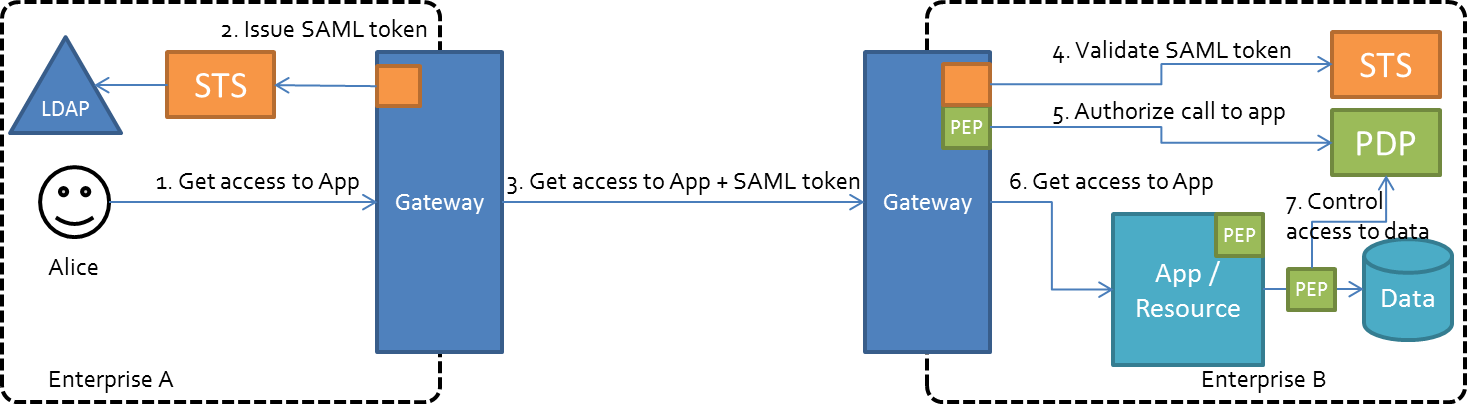 2. Issue SAML token
LDAP
STS
1. Get access to App
Alice
Gateway
Enterprise A
3. Get access to App + SAML token
Gateway
PEP
4. Validate SAML token
STS
5. Authorize call to app
PDP
6. Get access to App
7. Control
access to data
PEP
App /
Resource
PEP
Data
Enterprise B